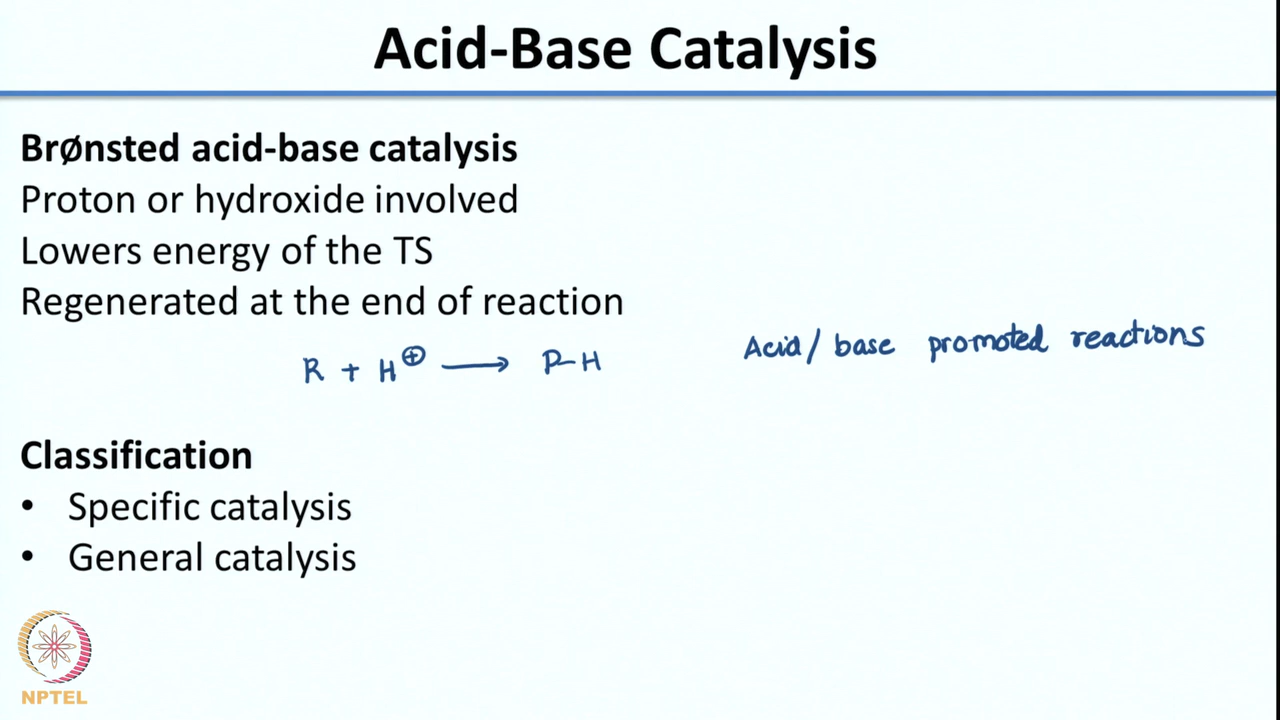 Acid-Base Catalysis
Brønsted acid-base catalysis
Proton or hydroxide involved
Lowers energy of the TS
Regenerated at the end of reaction
R + H⊕ ⟶ P-H
Acid/ base promoted reactions
Classification
• Specific catalysis
• General catalysis
NPTEL